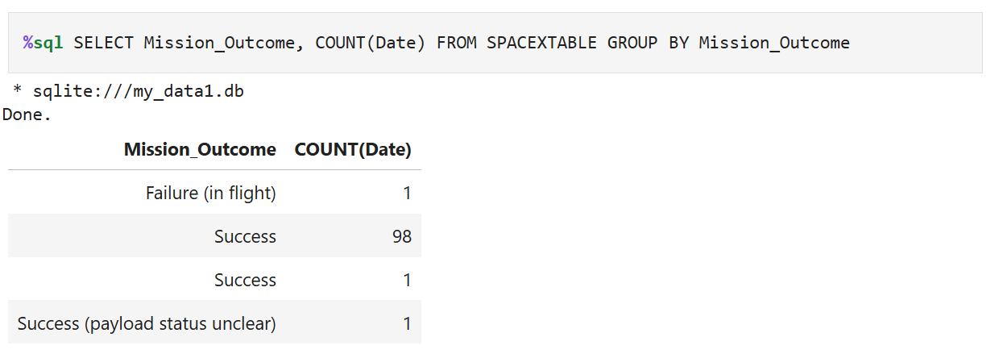 %sql SELECT Mission_Outcome, COUNT(Date) FROM SPACEXTABLE GROUP BY Mission_Outcome
* sqlite:///my_data1.db
Done.
Mission_Outcome COUNT(Date)
Failure (in flight) 1
Success 98
Success 1
Success (payload status unclear) 1